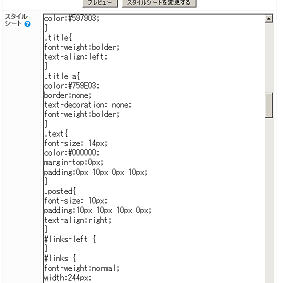 プレビュー スタイルシートを変更する
スタイル
シート
color:#597903;
}
.title{
font-weight:bolder;
text-align:left;
}
.title a{
color:#759E03;
border:none;
text-decoration: none;
font-weight:bolder;
}
.text{
font-size: 14px;
color:#000000;
margin-top:0px;
padding:0px 10px 0px 10px;
}
.posted{
font-size: 10px;
padding:10px 10px 10px 0px;
text-align:right;
}
#links-left {
}
#links {
font-weight:normal;
width:244px;